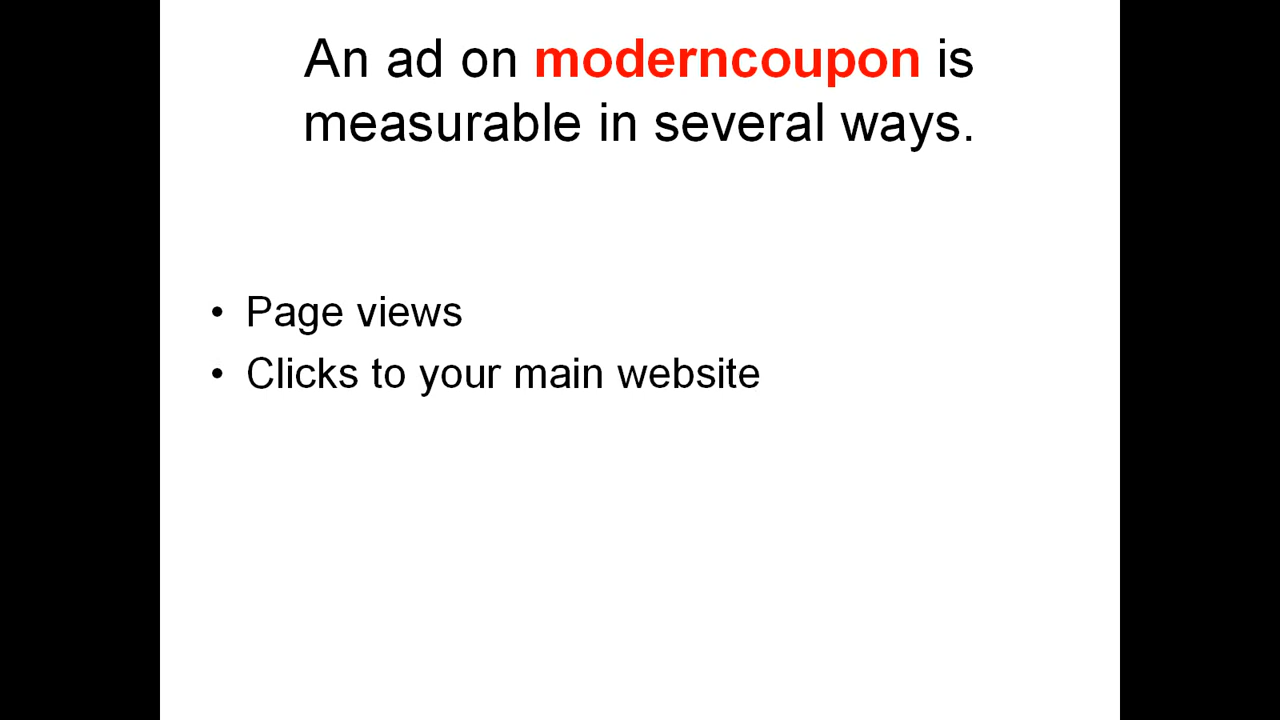 An ad on moderncoupon is
measurable in several ways.
• Page views
• Clicks to your main website